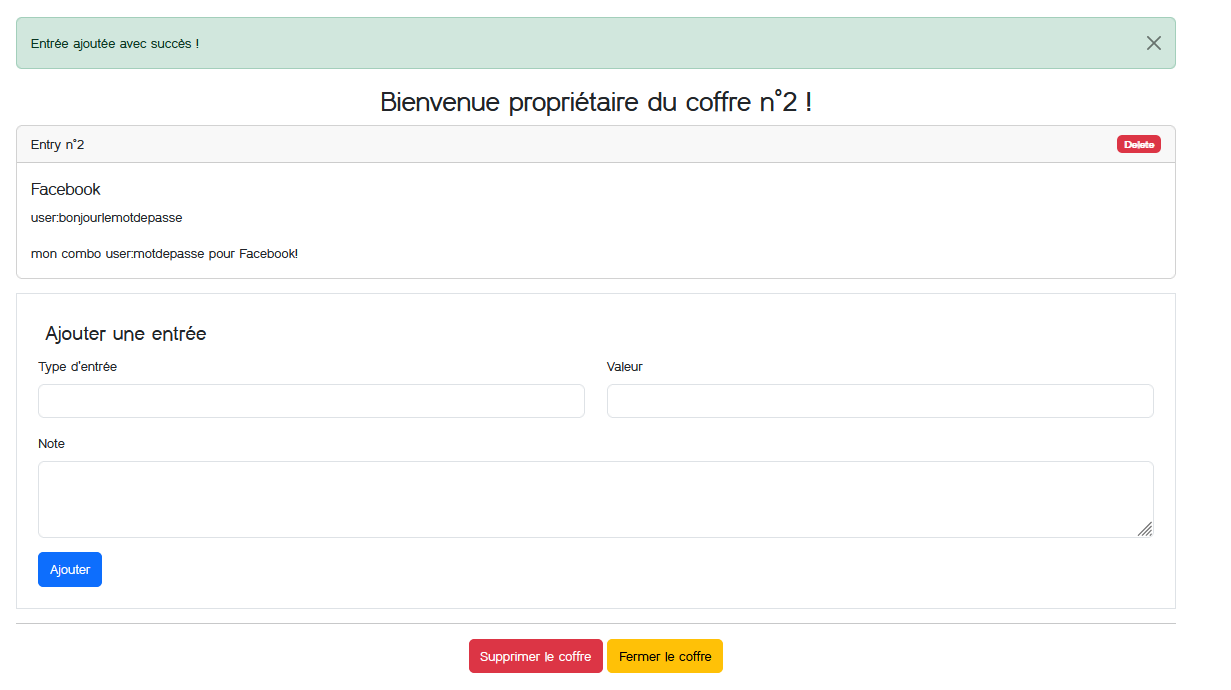 Entrée ajoutée avec succès !
Bienvenue propriétaire du coffre n°2 !
Entry n°2
Delete
Facebook
user:bonjourlemotdepasse
mon combo user:motdepasse pour Facebook!
Ajouter une entrée
Type d'entrée
Valeur
Note
Ajouter
Supprimer le coffre
Fermer le coffre